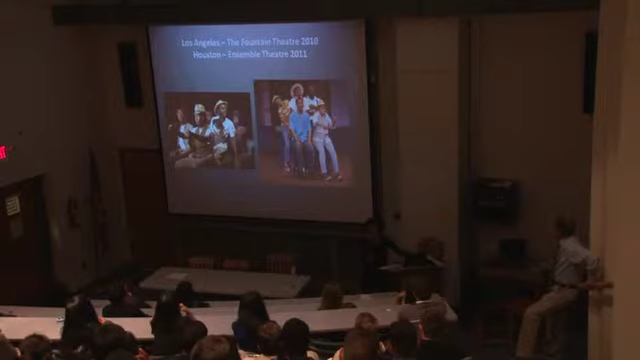 Los Angeles – The Fountain Theatre 2010
Houston – Ensemble Theatre 2011